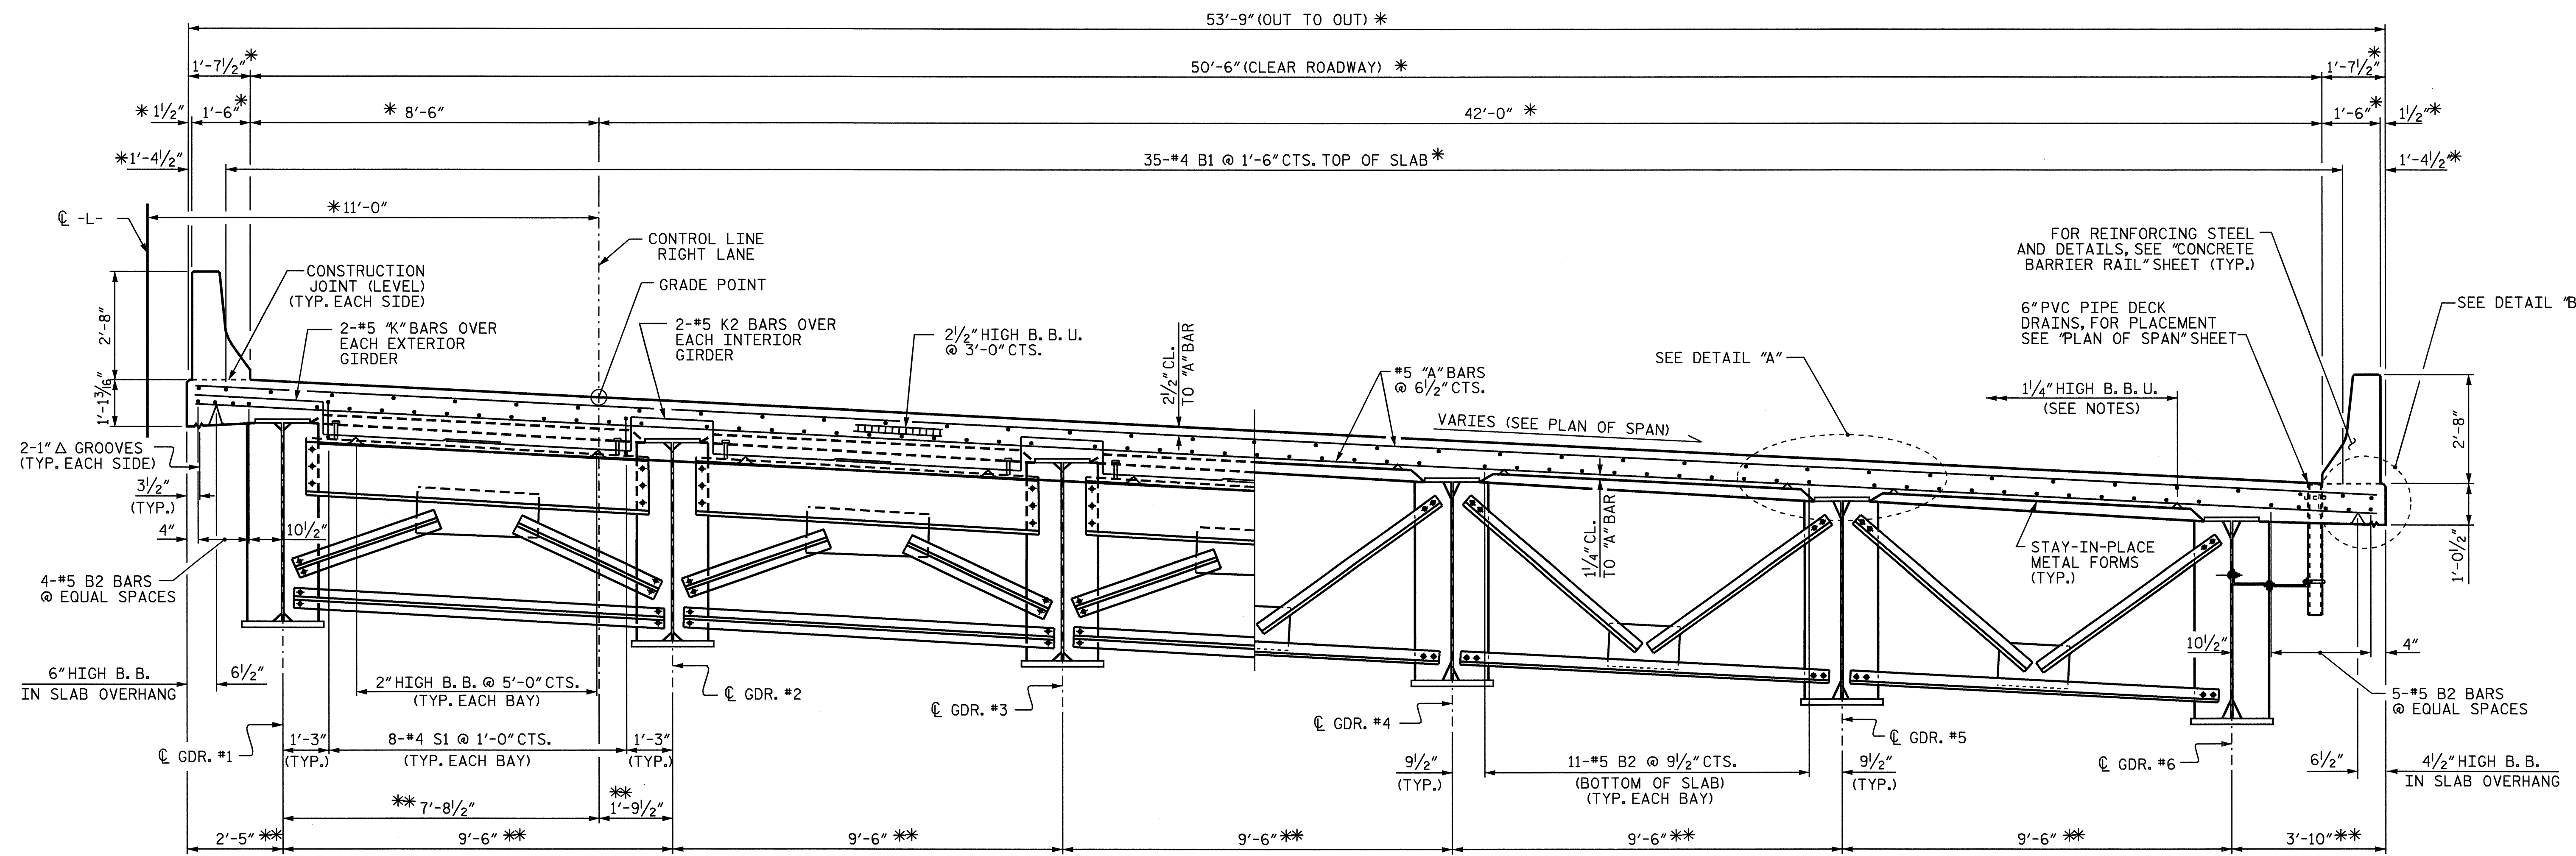 53'-9" (OUT TO OUT) *
1'-7½" *
50'-6" (CLEAR ROADWAY) *
1'-7½" *
* 1½"
1'-6" *
* 8'-6"
42'-0" *
1'-6" *
1½" *
*1'-4½"
35-#4 B1 @ 1'-6" CTS. TOP OF SLAB *
1'-4½" *
℄ -L-
*11'-0"
CONTROL LINE
RIGHT LANE
GRADE POINT
CONSTRUCTION
JOINT (LEVEL)
(TYP. EACH SIDE)
2-#5 "K" BARS OVER
EACH EXTERIOR
GIRDER
2-#5 K2 BARS OVER
EACH INTERIOR
GIRDER
2½" HIGH B.B.U.
@ 3'-0" CTS.
2½" CL.
TO "A" BAR
#5 "A" BARS
@ 6½" CTS.
VARIES (SEE PLAN OF SPAN)
SEE DETAIL "A"
FOR REINFORCING STEEL
AND DETAILS, SEE "CONCRETE
BARRIER RAIL" SHEET (TYP.)
6" PVC PIPE DECK
DRAINS, FOR PLACEMENT
SEE "PLAN OF SPAN" SHEET
1¼" HIGH B.B.U.
(SEE NOTES)
SEE DETAIL "B
2'-8"
1'-1 13/16"
2'-8"
1'-0½"
2-1" △ GROOVES
(TYP. EACH SIDE)
3½"
(TYP.)
4"
10½"
4-#5 B2 BARS
@ EQUAL SPACES
1¼" CL.
TO "A" BAR
STAY-IN-PLACE
METAL FORMS
(TYP.)
10½"
4"
5-#5 B2 BARS
@ EQUAL SPACES
6" HIGH B.B.
IN SLAB OVERHANG
6½"
2" HIGH B.B. @ 5'-0" CTS.
(TYP. EACH BAY)
℄ GDR. #1
℄ GDR. #2
℄ GDR. #3
℄ GDR. #4
℄ GDR. #5
℄ GDR. #6
1'-3"
(TYP.)
8-#4 S1 @ 1'-0" CTS.
(TYP. EACH BAY)
1'-3"
(TYP.)
9½"
(TYP.)
11-#5 B2 @ 9½" CTS.
(BOTTOM OF SLAB)
(TYP. EACH BAY)
9½"
(TYP.)
6½"
4½" HIGH B.B.
IN SLAB OVERHANG
** 7'-8½"
** 1'-9½"
2'-5" **
9'-6" **
9'-6" **
9'-6" **
9'-6" **
9'-6" **
3'-10" **